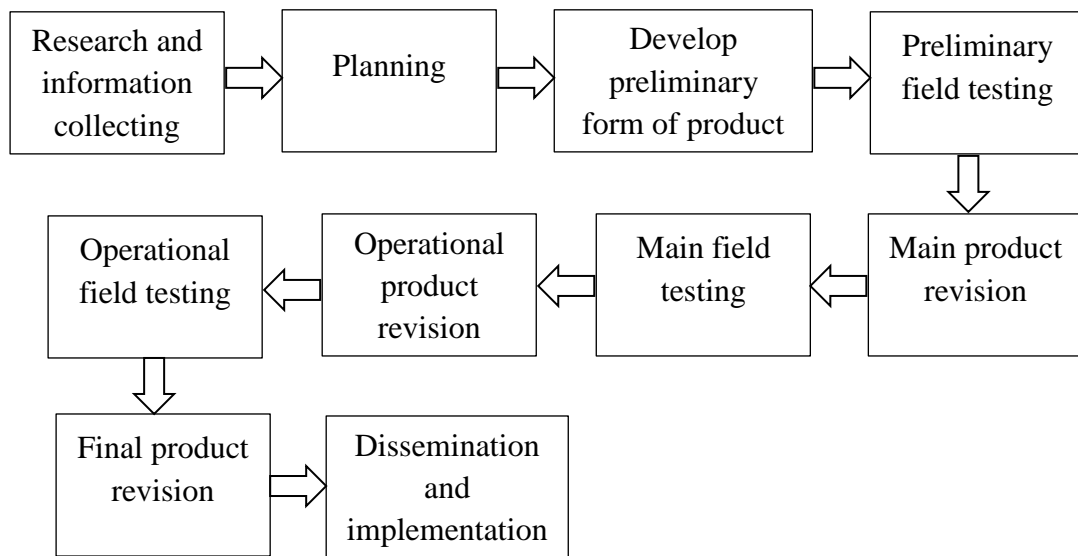 Research and
information
collecting
Planning
Develop
preliminary
form of product
Preliminary
field testing
Main product
revision
Main field
testing
Operational
product
revision
Operational
field testing
Final product
revision
Dissemination
and
implementation